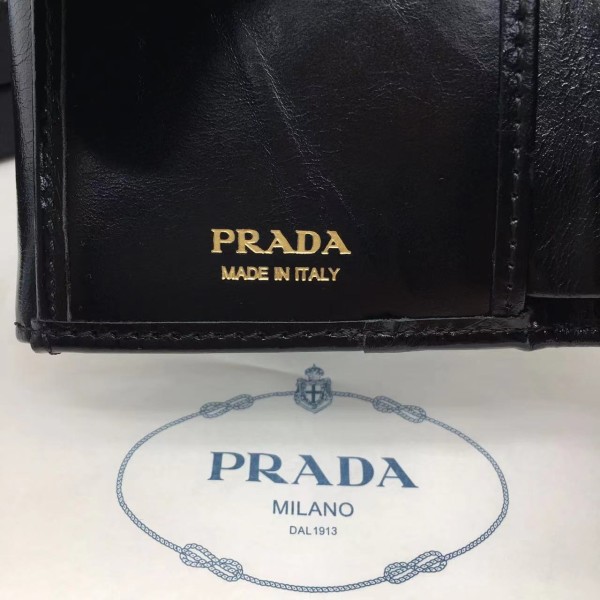 PRADA
MADE IN ITALY
PRADA
MILANO
DAL 1913